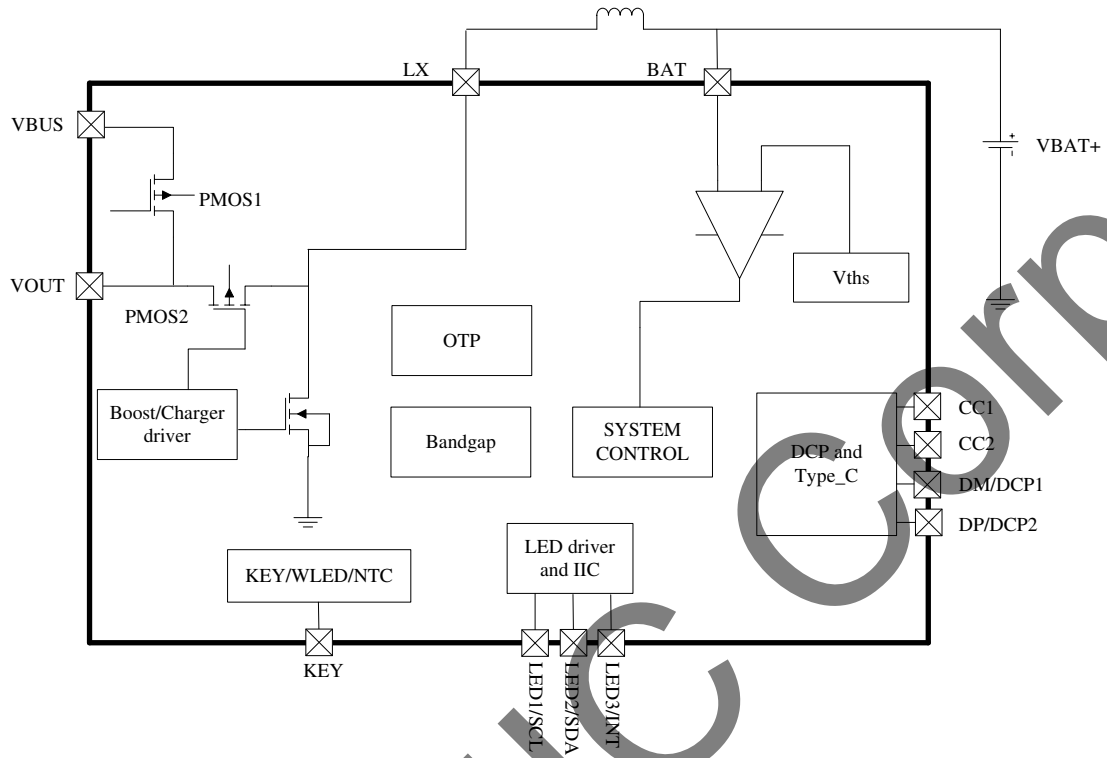 LX
BAT
VBUS
VBAT+
PMOS1
VOUT
Vths
PMOS2
OTP
Boost/Charger
driver
Bandgap
SYSTEM
CONTROL
DCP and
Type_C
CC1
CC2
DM/DCP1
DP/DCP2
LED driver
and IIC
KEY/WLED/NTC
KEY
LED1/SCL
LED2/SDA
LED3/INT
Corp